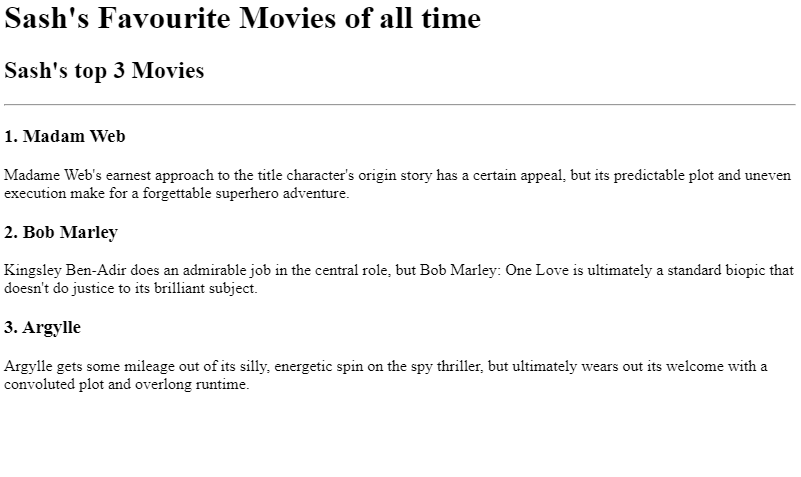 Sash's Favourite Movies of all time
Sash's top 3 Movies
1. Madam Web
Madame Web's earnest approach to the title character's origin story has a certain appeal, but its predictable plot and uneven
execution make for a forgettable superhero adventure.
2. Bob Marley
Kingsley Ben-Adir does an admirable job in the central role, but Bob Marley: One Love is ultimately a standard biopic that
doesn't do justice to its brilliant subject.
3. Argylle
Argylle gets some mileage out of its silly, energetic spin on the spy thriller, but ultimately wears out its welcome with a
convoluted plot and overlong runtime.